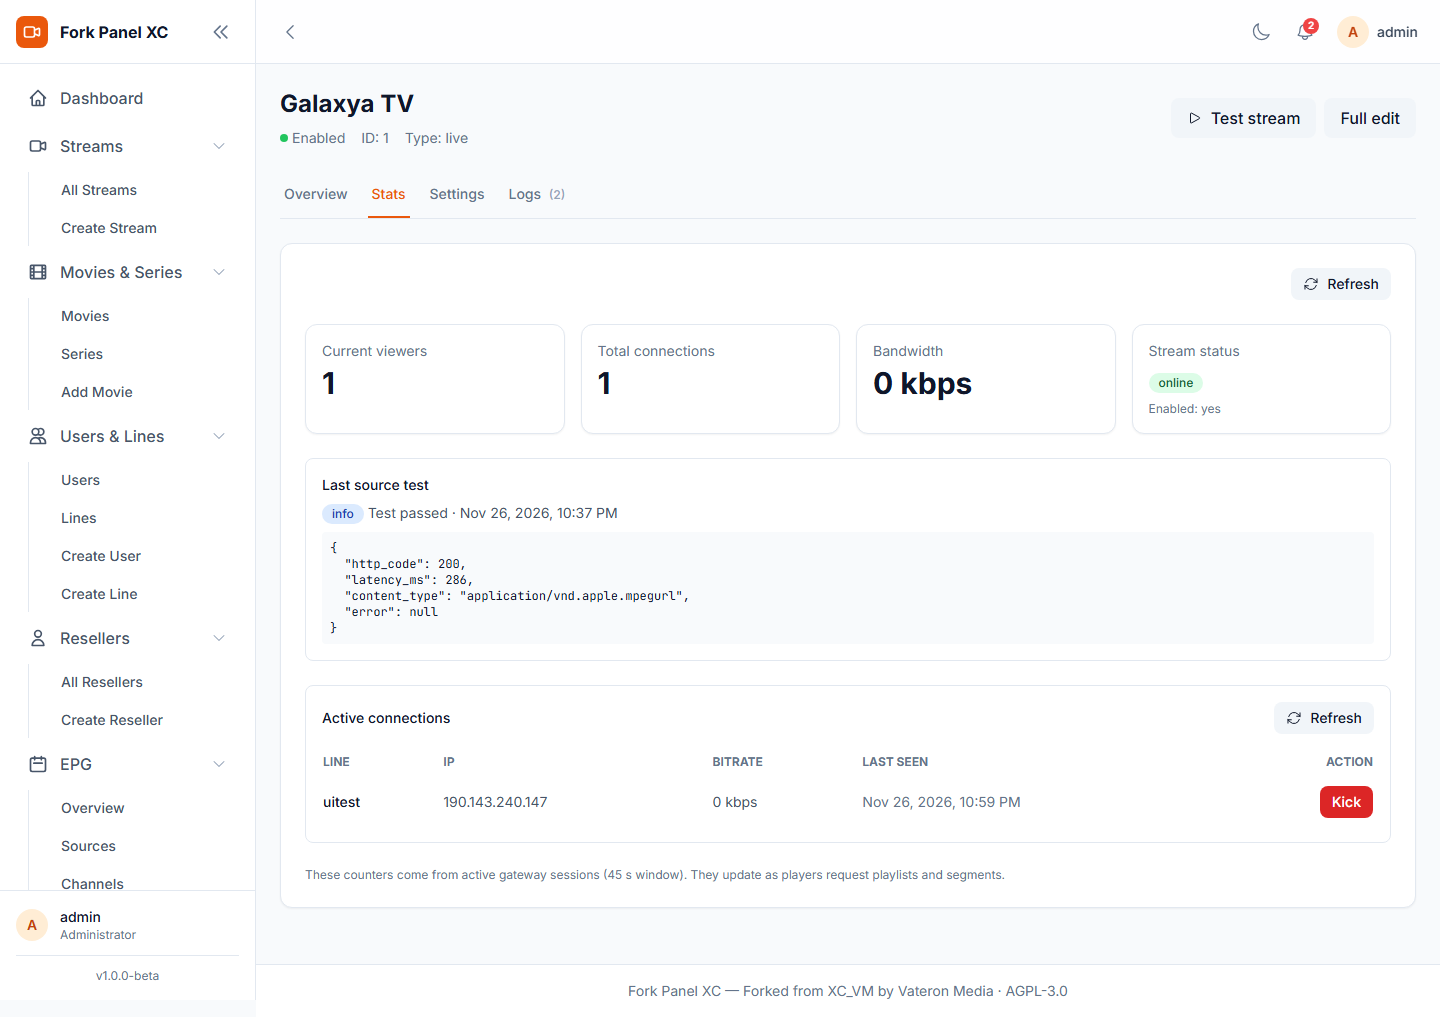 Fork Panel XC
2
A
admin
Dashboard
Streams
All Streams
Create Stream
Movies & Series
Movies
Series
Add Movie
Users & Lines
Users
Lines
Create User
Create Line
Resellers
All Resellers
Create Reseller
EPG
Overview
Sources
Channels
A
admin
Administrator
v1.0.0-beta
Galaxya TV
Enabled ID: 1 Type: live
Test stream
Full edit
Overview Stats Settings Logs (2)
Refresh
Current viewers
1
Total connections
1
Bandwidth
0 kbps
Stream status
online
Enabled: yes
Last source test
info Test passed · Nov 26, 2026, 10:37 PM
{
"http_code": 200,
"latency_ms": 286,
"content_type": "application/vnd.apple.mpegurl",
"error": null
}
Active connections
Refresh
LINE IP BITRATE LAST SEEN ACTION
uitest 190.143.240.147 0 kbps Nov 26, 2026, 10:59 PM Kick
These counters come from active gateway sessions (45 s window). They update as players request playlists and segments.
Fork Panel XC — Forked from XC_VM by Vateron Media · AGPL-3.0